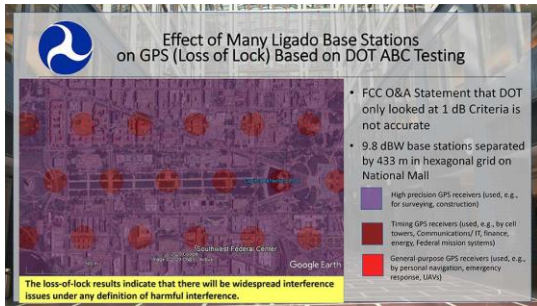 Effect of Many Ligado Base Stations
on GPS (Loss of Lock) Based on DOT ABC Testing
• FCC O&A Statement that DOT
only looked at 1 dB Criteria is
not accurate
• 9.8 dBW base stations separated
by 433 m in hexagonal grid on
National Mall
High precision GPS receivers (used, e.g.,
for surveying, construction)
Timing GPS receivers (used, e.g., by cell
towers, Communications/ IT, finance,
energy, Federal mission systems)
General-purpose GPS receivers (used, e.g.,
by personal navigation, emergency
response, UAVs)
Southwest Federal Center
Google Earth
The loss-of-lock results indicate that there will be widespread interference
issues under any definition of harmful interference.